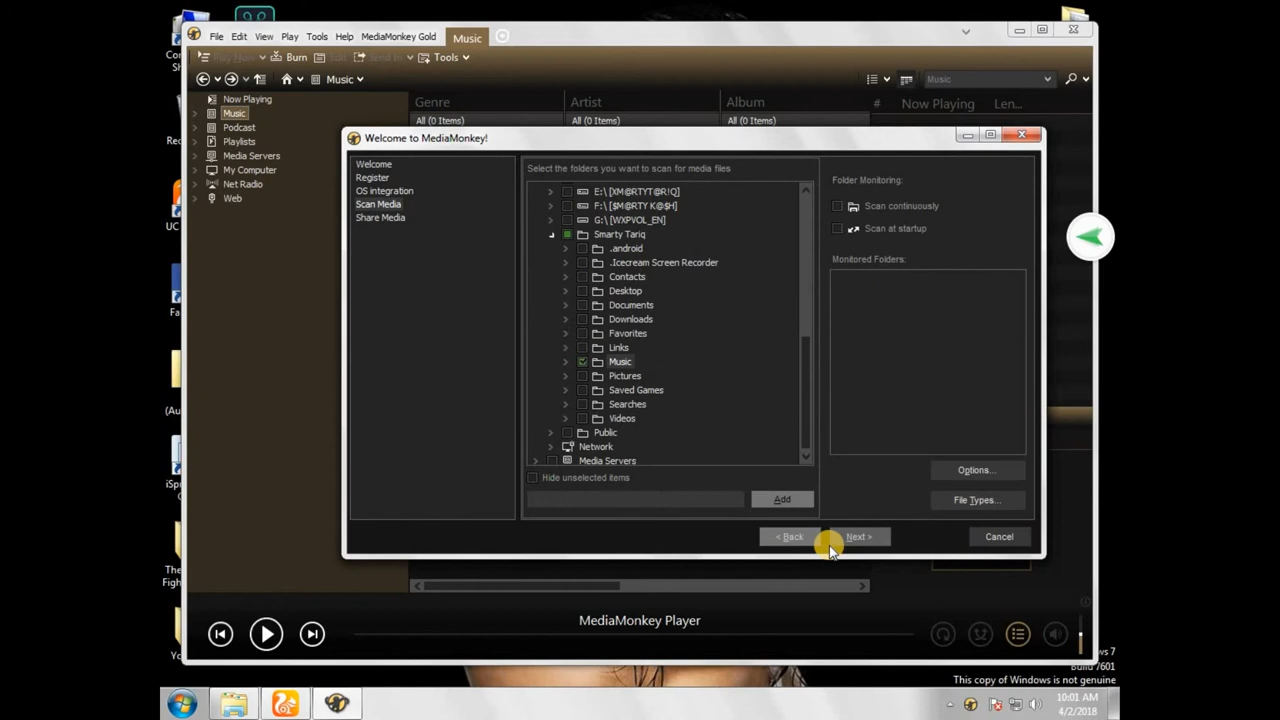 File Edit View Play Tools Help MediaMonkey Gold Music
Burn Tools
Music Music
Genre Artist Album # Now Playing Len...
All (0 Items) All (0 Items) All (0 Items)
Now Playing
Music
Podcast
Playlists
Media Servers
My Computer
Net Radio
Web
Welcome to MediaMonkey!
Welcome
Register
OS integration
Scan Media
Share Media
Select the folders you want to scan for media files
E:\ [XM@RTYT@R!Q]
F:\ [$M@RTY K@$H]
G:\ [WXPVOL_EN]
Smarty Tariq
.android
.Icecream Screen Recorder
Contacts
Desktop
Documents
Downloads
Favorites
Links
Music
Pictures
Saved Games
Searches
Videos
Public
Network
Media Servers
Hide unselected items
Add
Folder Monitoring:
Scan continuously
Scan at startup
Monitored Folders:
Options...
File Types...
< Back Next > Cancel
MediaMonkey Player
Build 7601
This copy of Windows is not genuine
10:01 AM
4/2/2018